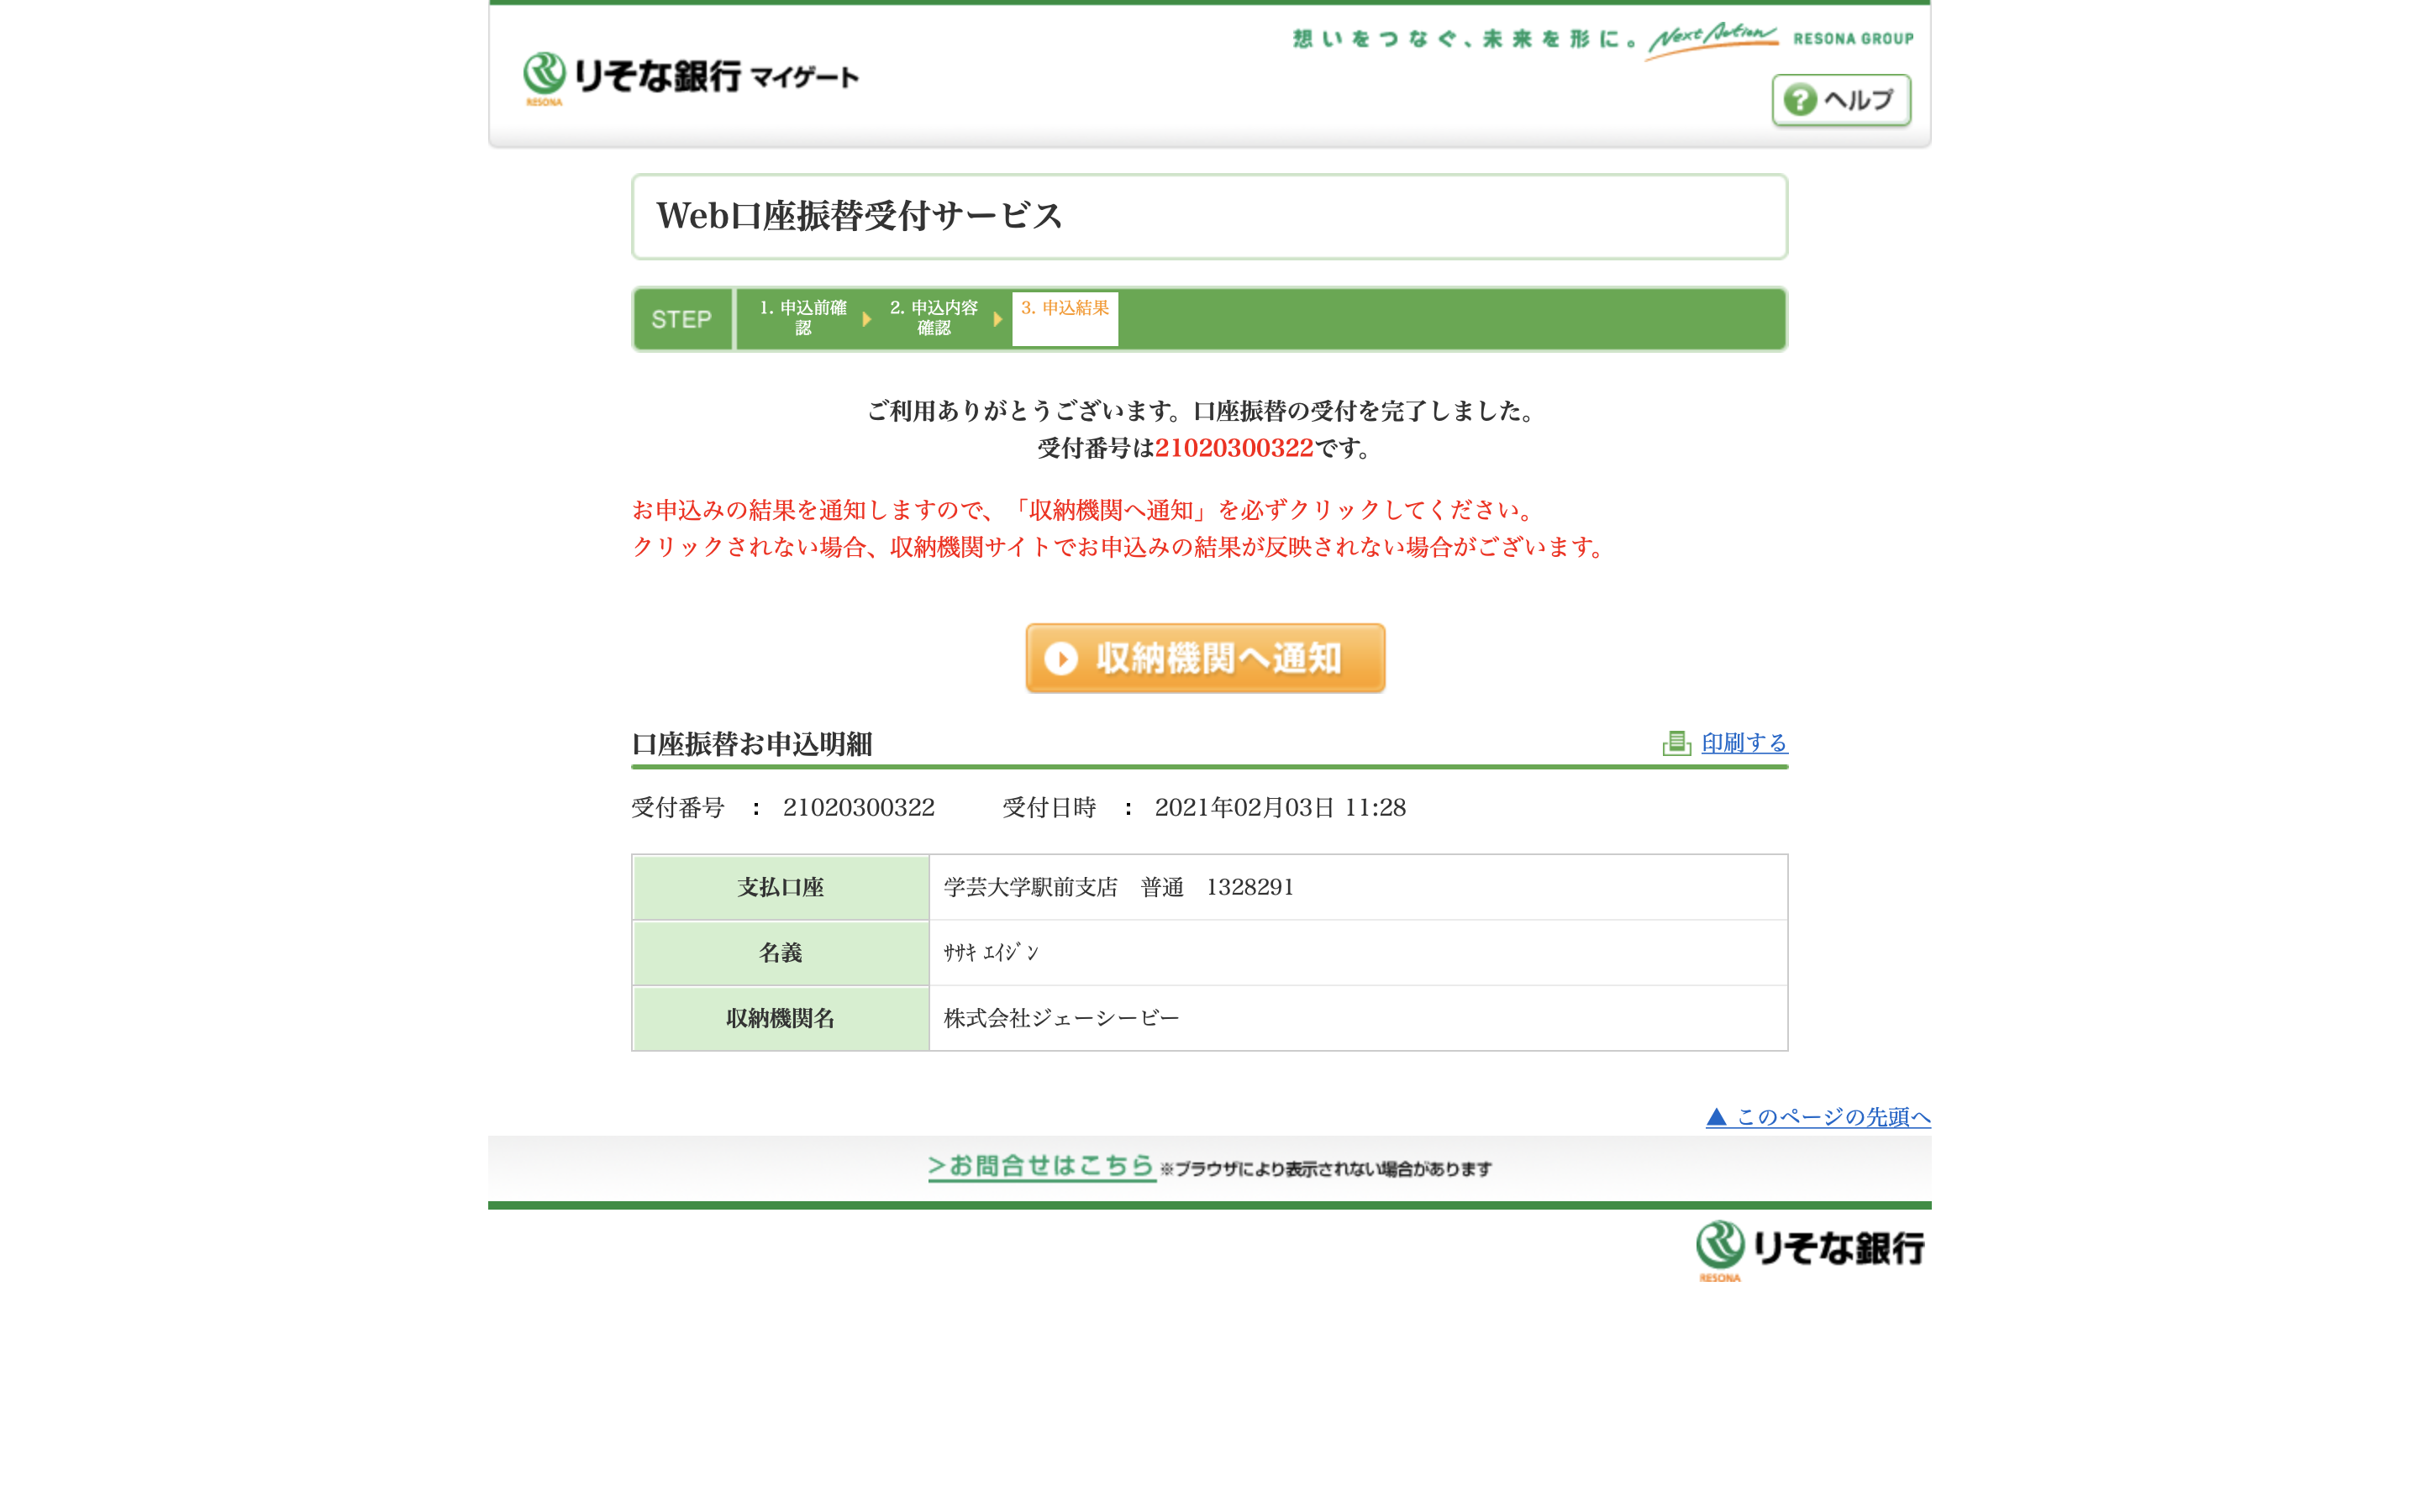 想いをつなぐ、未来を形に。 Next Action RESONA GROUP
RESONA りそな銀行 マイゲート
? ヘルプ
Web口座振替受付サービス
STEP 1. 申込前確認 2. 申込内容確認 3. 申込結果
ご利用ありがとうございます。口座振替の受付を完了しました。
受付番号は21020300322です。
お申込みの結果を通知しますので、「収納機関へ通知」を必ずクリックしてください。
クリックされない場合、収納機関サイトでお申込みの結果が反映されない場合がございます。
収納機関へ通知
口座振替お申込明細 印刷する
受付番号 : 21020300322 受付日時 : 2021年02月03日 11:28
支払口座 学芸大学駅前支店 普通 1328291
名義 ｻｻｷ ｴｲｼﾞﾝ
収納機関名 株式会社ジェーシービー
▲ このページの先頭へ
>お問合せはこちら ※ブラウザにより表示されない場合があります
RESONA りそな銀行